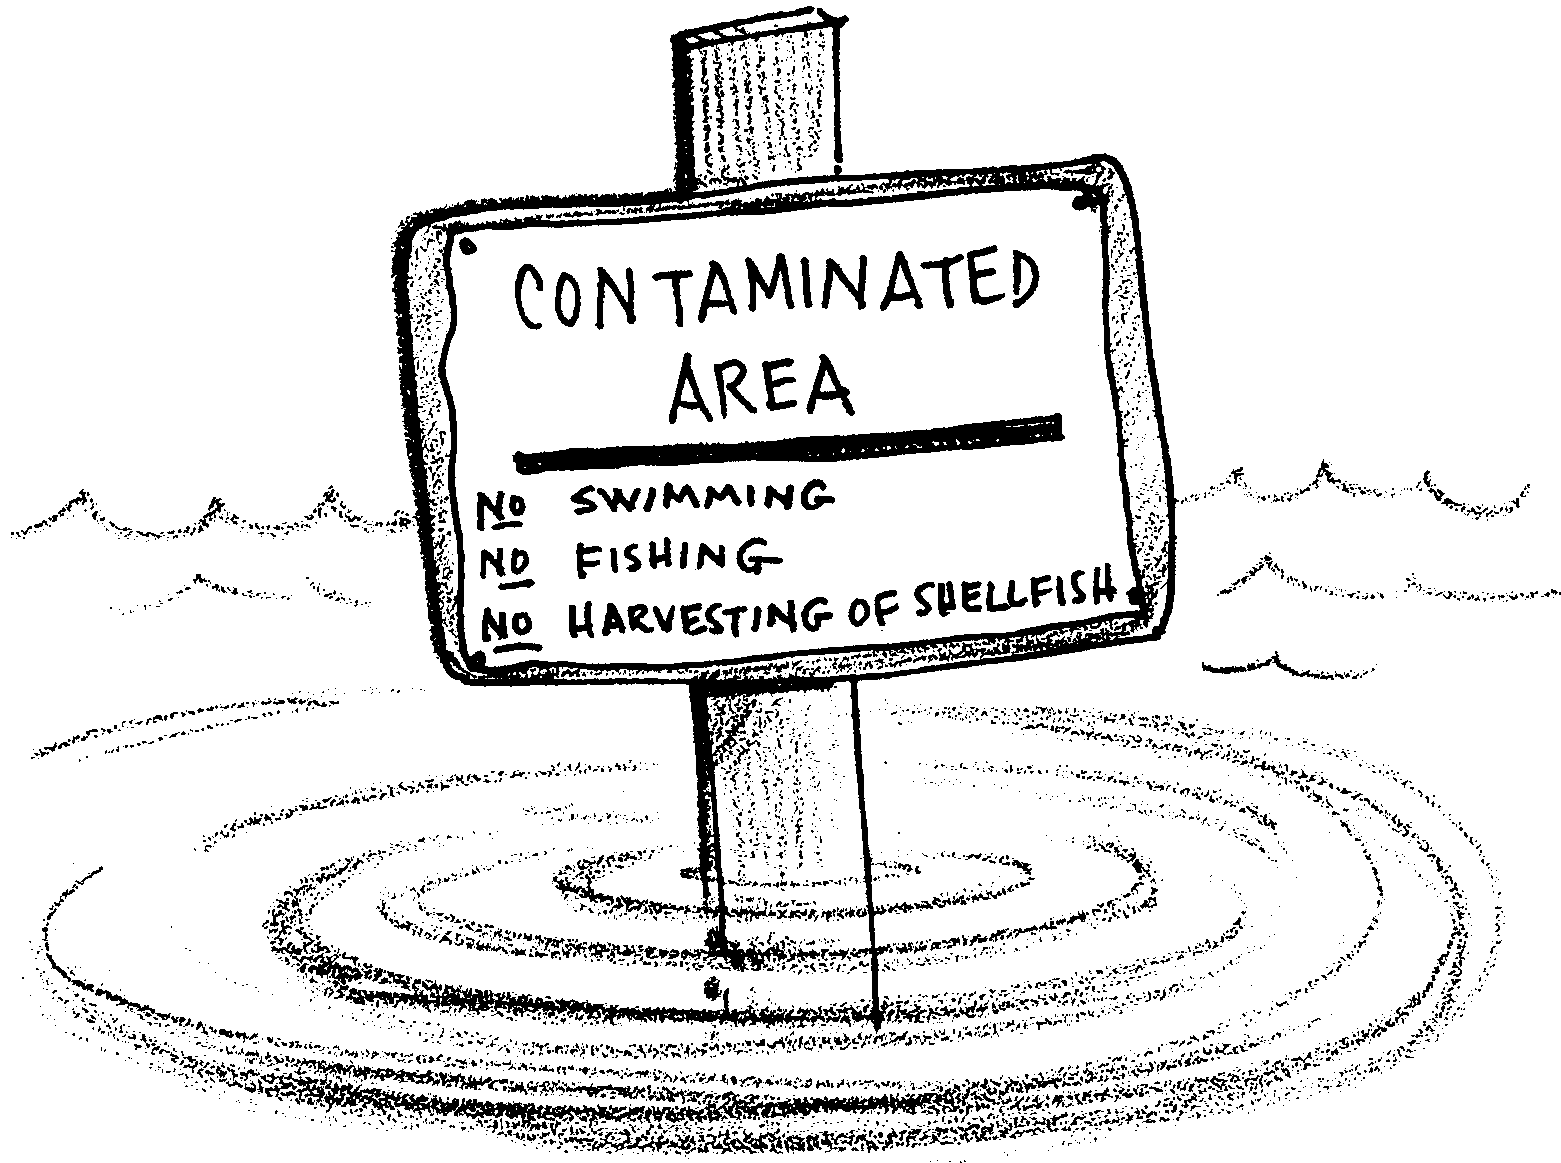 CONTAMINATED
AREA
NO SWIMMING
NO FISHING
NO HARVESTING OF SHELLFISH